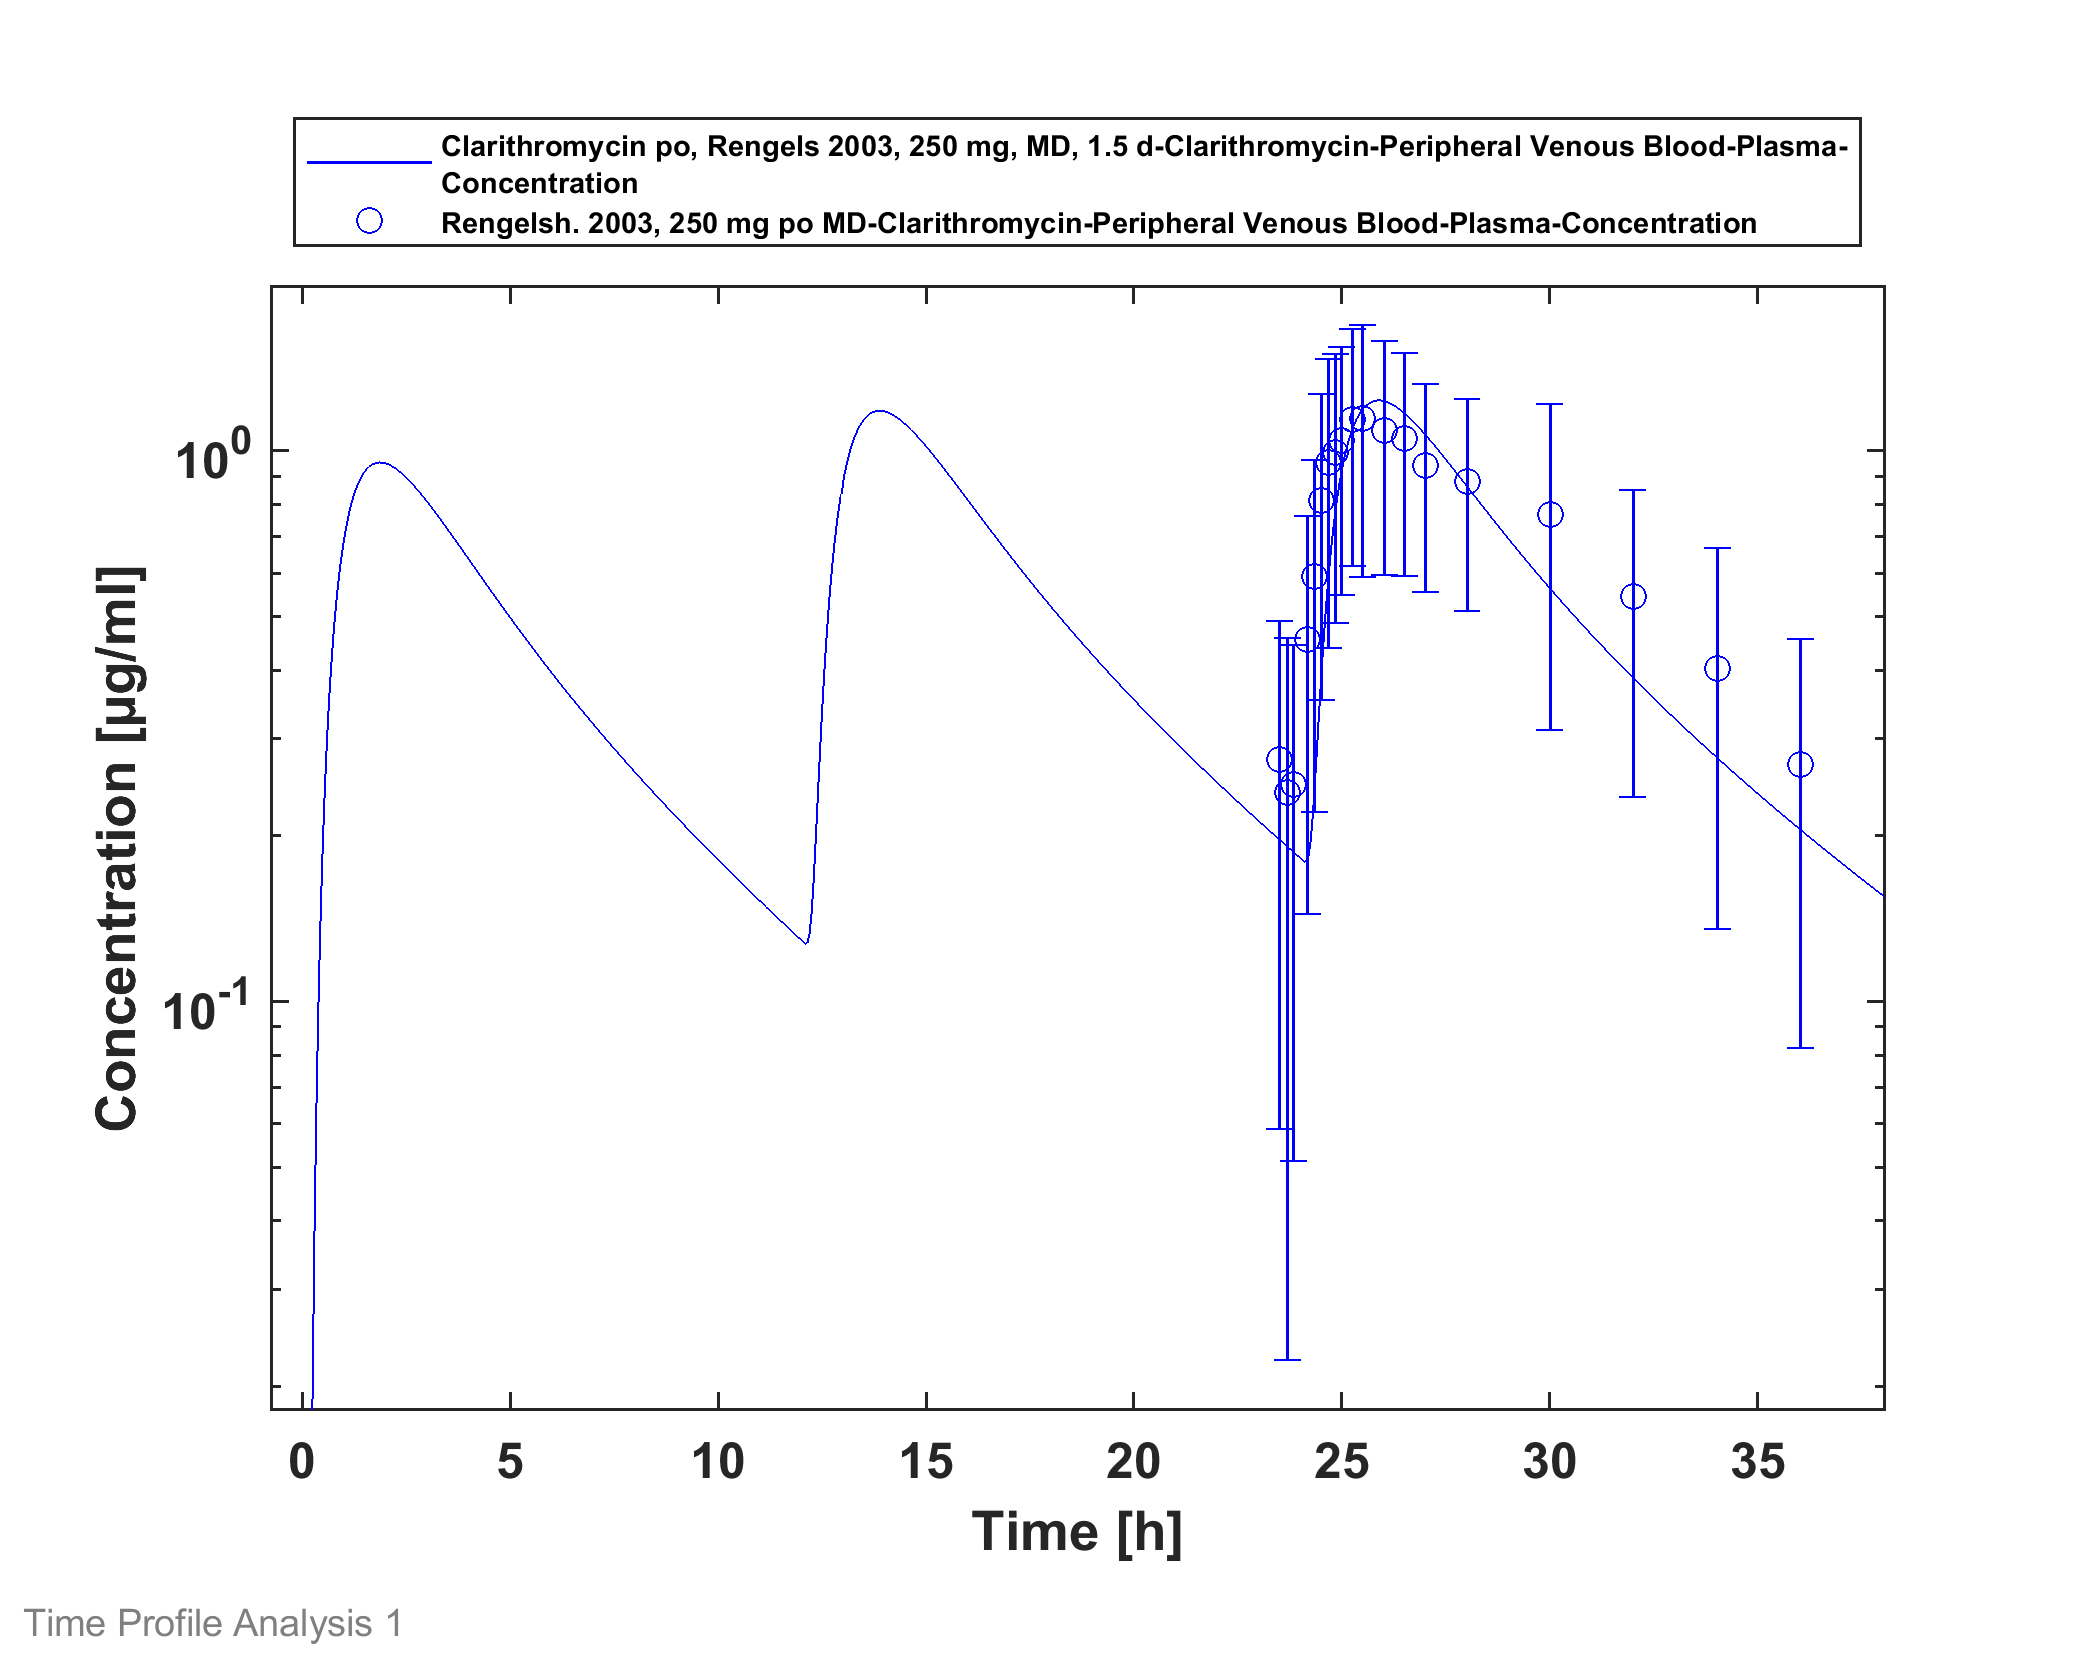 Clarithromycin po, Rengels 2003, 250 mg, MD, 1.5 d-Clarithromycin-Peripheral Venous Blood-Plasma-
Concentration
Rengelsh. 2003, 250 mg po MD-Clarithromycin-Peripheral Venous Blood-Plasma-Concentration
10^0
10^-1
Concentration [µg/ml]
0 5 10 15 20 25 30 35
Time [h]
Time Profile Analysis 1